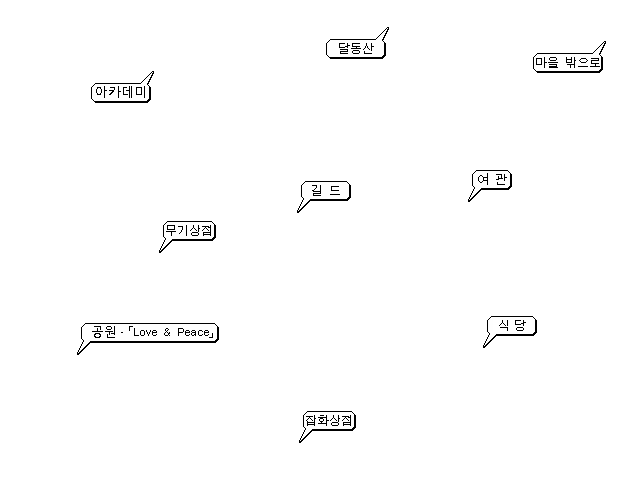 달동산
마을 밖으로
아카데미
길 드
여 관
무기상점
공원 -「Love & Peace」
식 당
잡화상점